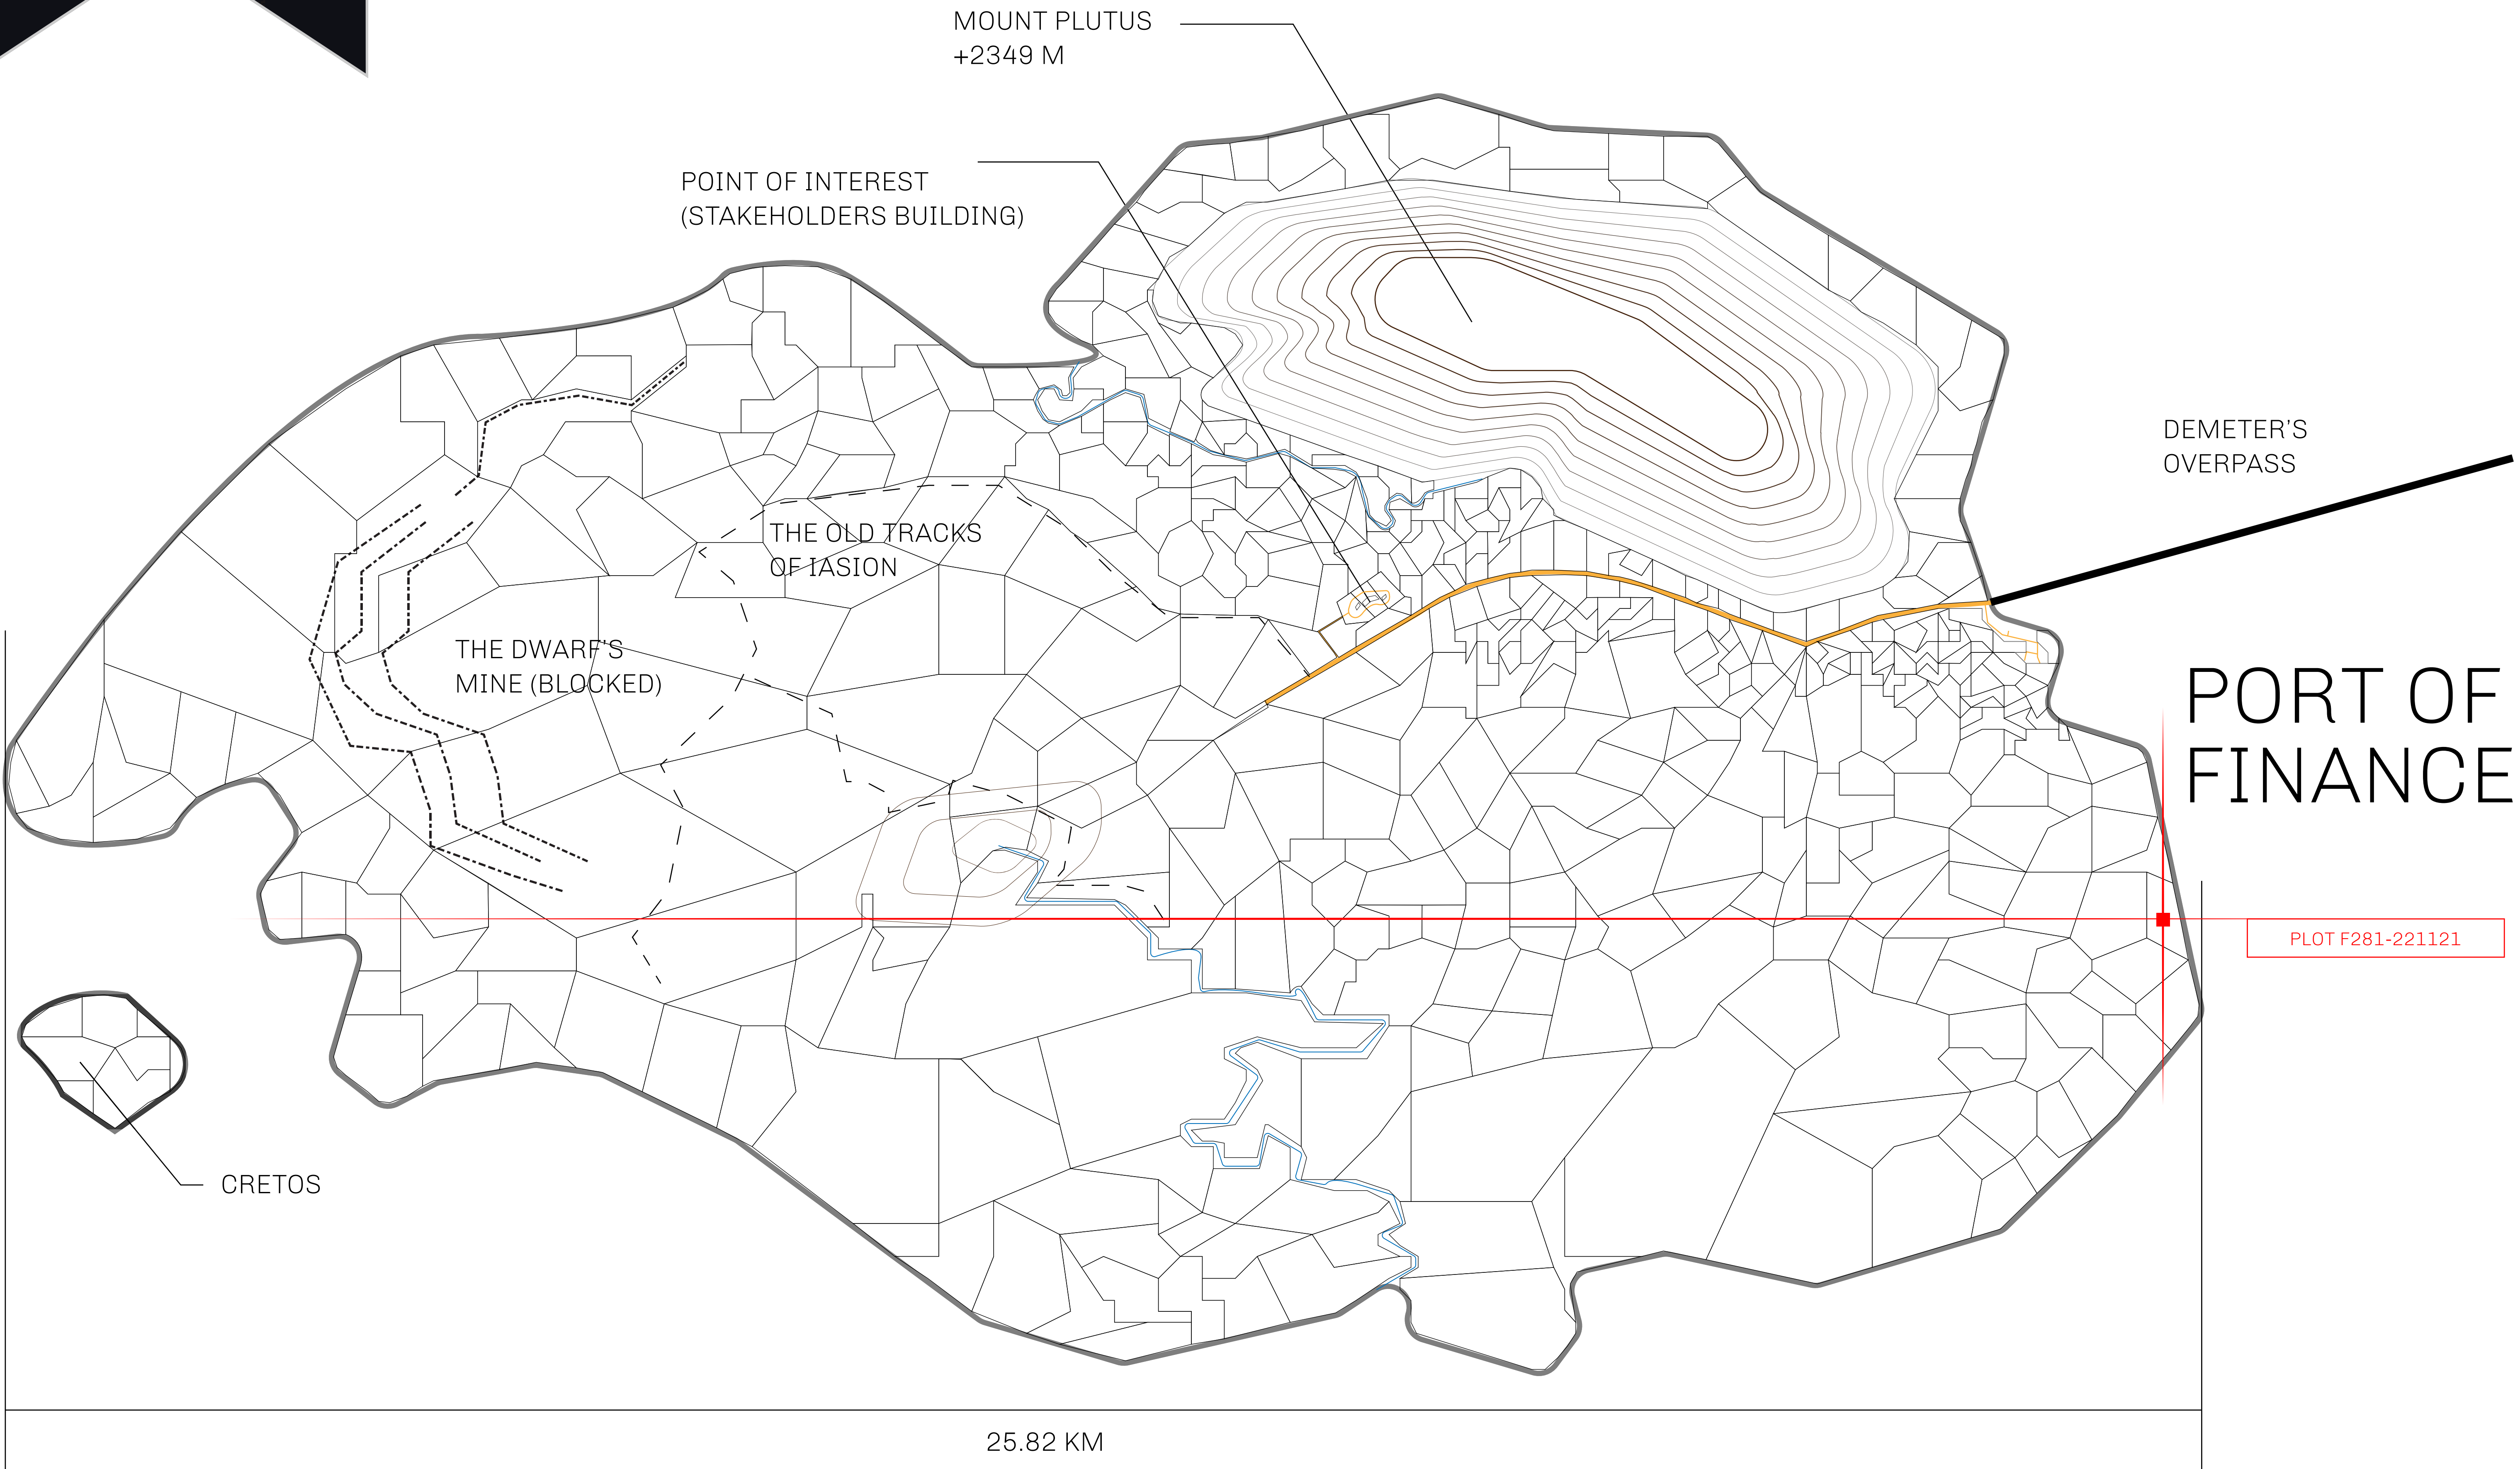 MOUNT PLUTUS
+2349 M
POINT OF INTEREST
(STAKEHOLDERS BUILDING)
DEMETER'S
OVERPASS
THE OLD TRACKS
OF IASION
THE DWARF'S
MINE (BLOCKED)
PORT OF
FINANCE
PLOT F281-221121
CRETOS
25.82 KM